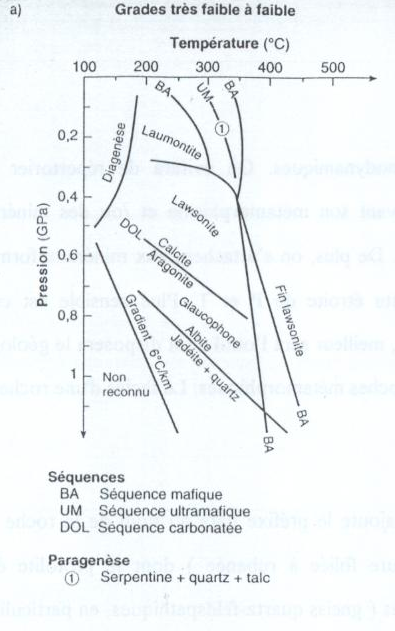 a) Grades très faible à faible
Température (°C)
100 200 300 400 500
Pression (GPa)
0,2
0,4
0,6
0,8
1
BA
UM
BA
1
Diagenèse
Laumontite
Lawsonite
DOL
Calcite
Aragonite
Glaucophane
Albite
Jadéite + quartz
Fin lawsonite
Gradient: 6°C/km
Non
reconnu
BA
BA
Séquences
BA Séquence mafique
UM Séquence ultramafique
DOL Séquence carbonatée
Paragenèse
1 Serpentine + quartz + talc